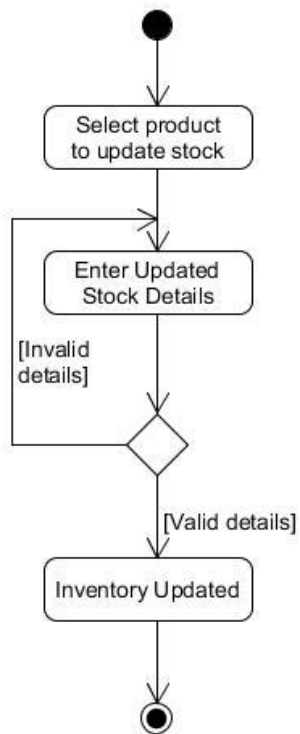 Select product
to update stock
Enter Updated
Stock Details
[Invalid
details]
[Valid details]
Inventory Updated